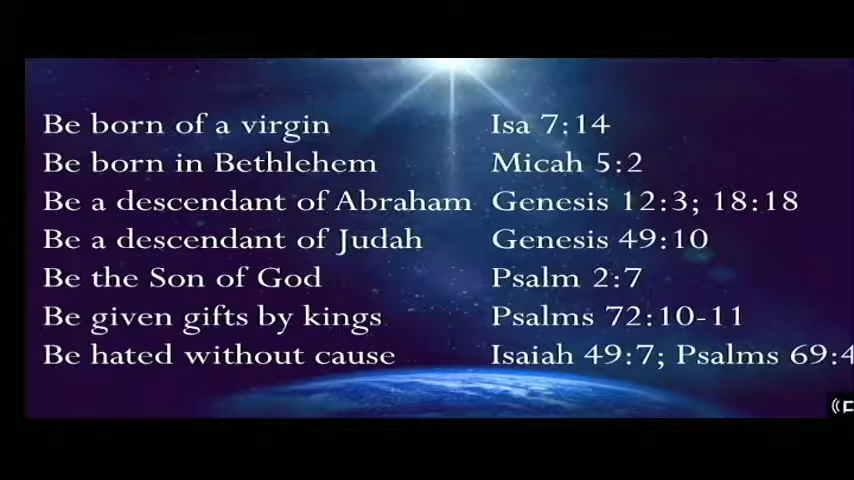 Be born of a virgin Isa 7:14
Be born in Bethlehem Micah 5:2
Be a descendant of Abraham Genesis 12:3; 18:18
Be a descendant of Judah Genesis 49:10
Be the Son of God Psalm 2:7
Be given gifts by kings Psalms 72:10-11
Be hated without cause Isaiah 49:7; Psalms 69:4